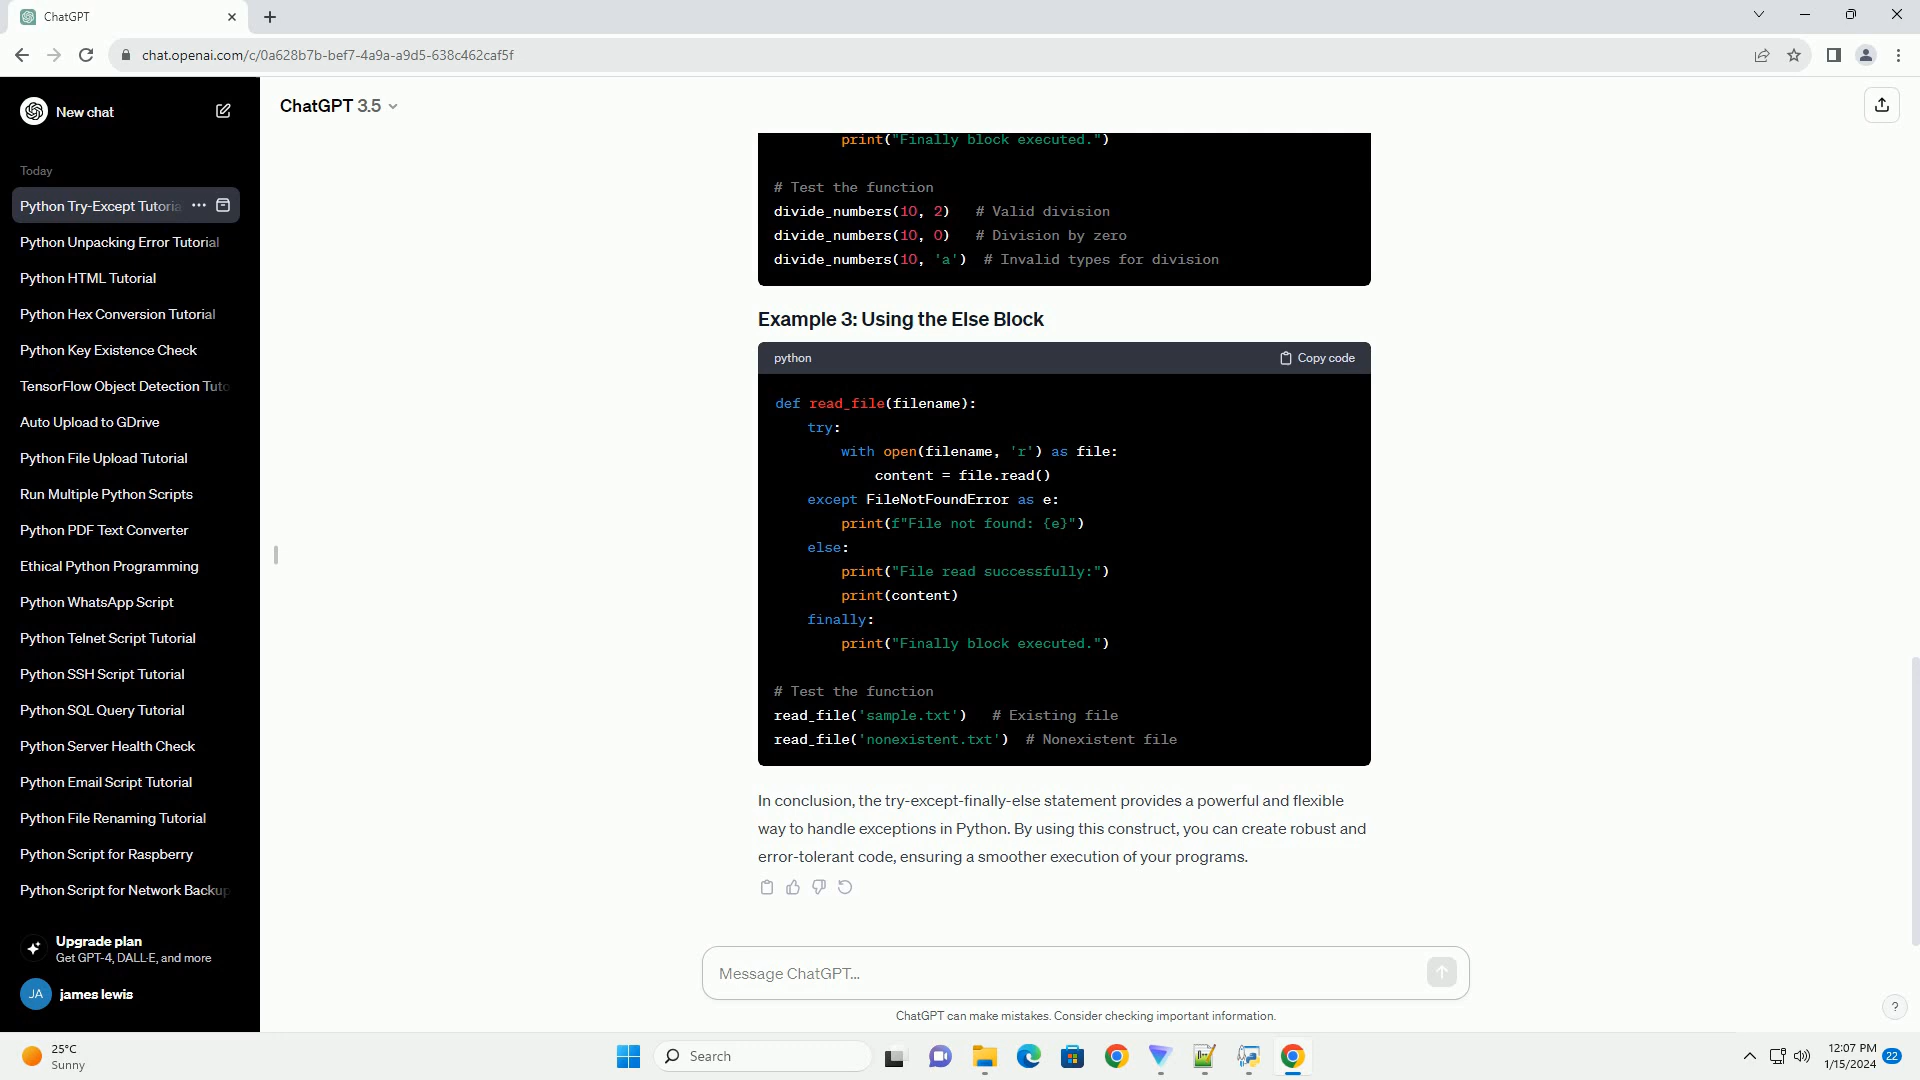 ChatGPT
chat.openai.com/c/0a628b7b-bef7-4a9a-a9d5-638c462caf5f
New chat
Today
Python Try-Except Tutoria
Python Unpacking Error Tutorial
Python HTML Tutorial
Python Hex Conversion Tutorial
Python Key Existence Check
TensorFlow Object Detection Tuto
Auto Upload to GDrive
Python File Upload Tutorial
Run Multiple Python Scripts
Python PDF Text Converter
Ethical Python Programming
Python WhatsApp Script
Python Telnet Script Tutorial
Python SSH Script Tutorial
Python SQL Query Tutorial
Python Server Health Check
Python Email Script Tutorial
Python File Renaming Tutorial
Python Script for Raspberry
Python Script for Network Backup
Upgrade plan
Get GPT-4, DALL·E, and more
JA james lewis
ChatGPT 3.5
print("Finally block executed.")
# Test the function
divide_numbers(10, 2)   # Valid division
divide_numbers(10, 0)   # Division by zero
divide_numbers(10, 'a')  # Invalid types for division
Example 3: Using the Else Block
python Copy code
def read_file(filename):
    try:
        with open(filename, 'r') as file:
            content = file.read()
    except FileNotFoundError as e:
        print(f"File not found: {e}")
    else:
        print("File read successfully:")
        print(content)
    finally:
        print("Finally block executed.")
# Test the function
read_file('sample.txt')   # Existing file
read_file('nonexistent.txt')  # Nonexistent file
In conclusion, the try-except-finally-else statement provides a powerful and flexible
way to handle exceptions in Python. By using this construct, you can create robust and
error-tolerant code, ensuring a smoother execution of your programs.
Message ChatGPT...
ChatGPT can make mistakes. Consider checking important information.
?
25°C
Sunny
Search
12:07 PM
1/15/2024
22